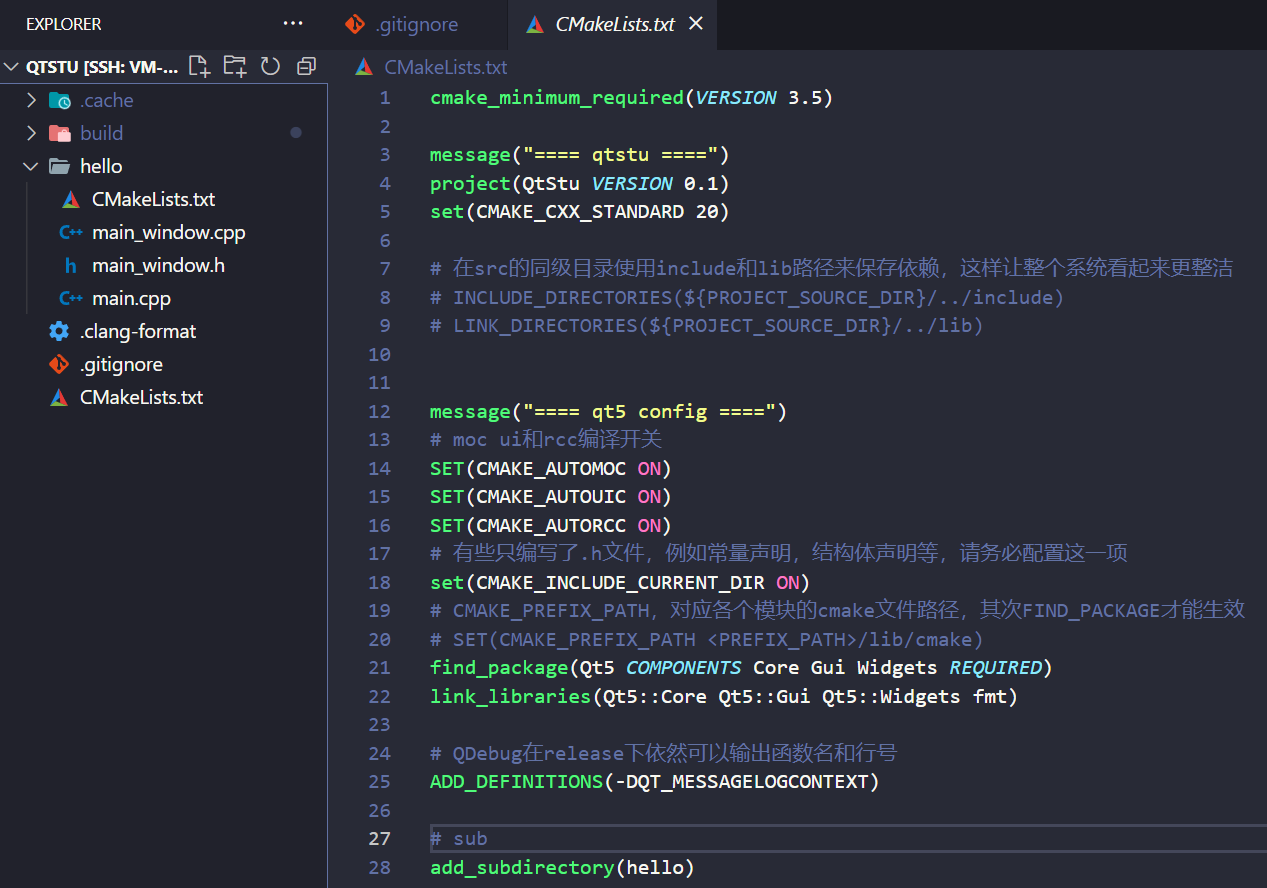 EXPLORER
QTSTU [SSH: VM-...
.cache
build
hello
CMakeLists.txt
C++ main_window.cpp
h main_window.h
C++ main.cpp
.clang-format
.gitignore
CMakeLists.txt
.gitignore
CMakeLists.txt
CMakeLists.txt
1 cmake_minimum_required(VERSION 3.5)
2
3 message("==== qtstu ====")
4 project(QtStu VERSION 0.1)
5 set(CMAKE_CXX_STANDARD 20)
6
7 # 在src的同级目录使用include和lib路径来保存依赖，这样让整个系统看起来更整洁
8 # INCLUDE_DIRECTORIES(${PROJECT_SOURCE_DIR}/../include)
9 # LINK_DIRECTORIES(${PROJECT_SOURCE_DIR}/../lib)
10
11
12 message("==== qt5 config ====")
13 # moc ui和rcc编译开关
14 SET(CMAKE_AUTOMOC ON)
15 SET(CMAKE_AUTOUIC ON)
16 SET(CMAKE_AUTORCC ON)
17 # 有些只编写了.h文件，例如常量声明，结构体声明等，请务必配置这一项
18 set(CMAKE_INCLUDE_CURRENT_DIR ON)
19 # CMAKE_PREFIX_PATH，对应各个模块的cmake文件路径，其次FIND_PACKAGE才能生效
20 # SET(CMAKE_PREFIX_PATH <PREFIX_PATH>/lib/cmake)
21 find_package(Qt5 COMPONENTS Core Gui Widgets REQUIRED)
22 link_libraries(Qt5::Core Qt5::Gui Qt5::Widgets fmt)
23
24 # QDebug在release下依然可以输出函数名和行号
25 ADD_DEFINITIONS(-DQT_MESSAGELOGCONTEXT)
26
27 # sub
28 add_subdirectory(hello)